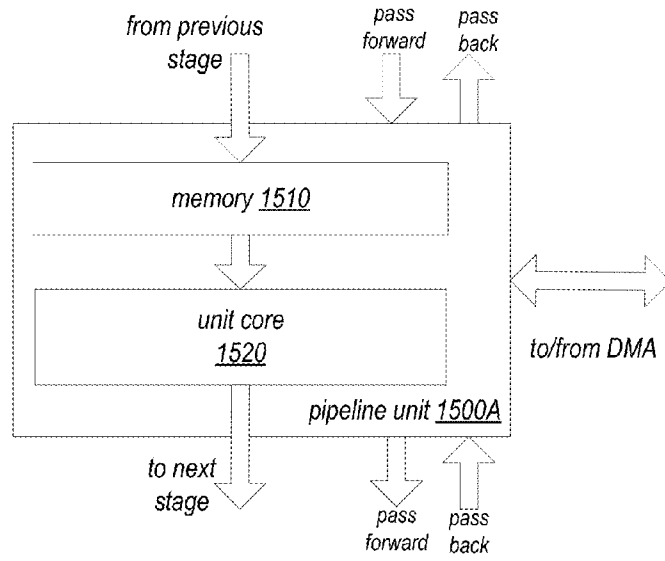 from previous
stage
pass
forward
pass
back
memory 1510
unit core
1520
to/from DMA
pipeline unit 1500A
to next
stage
pass
forward
pass
back